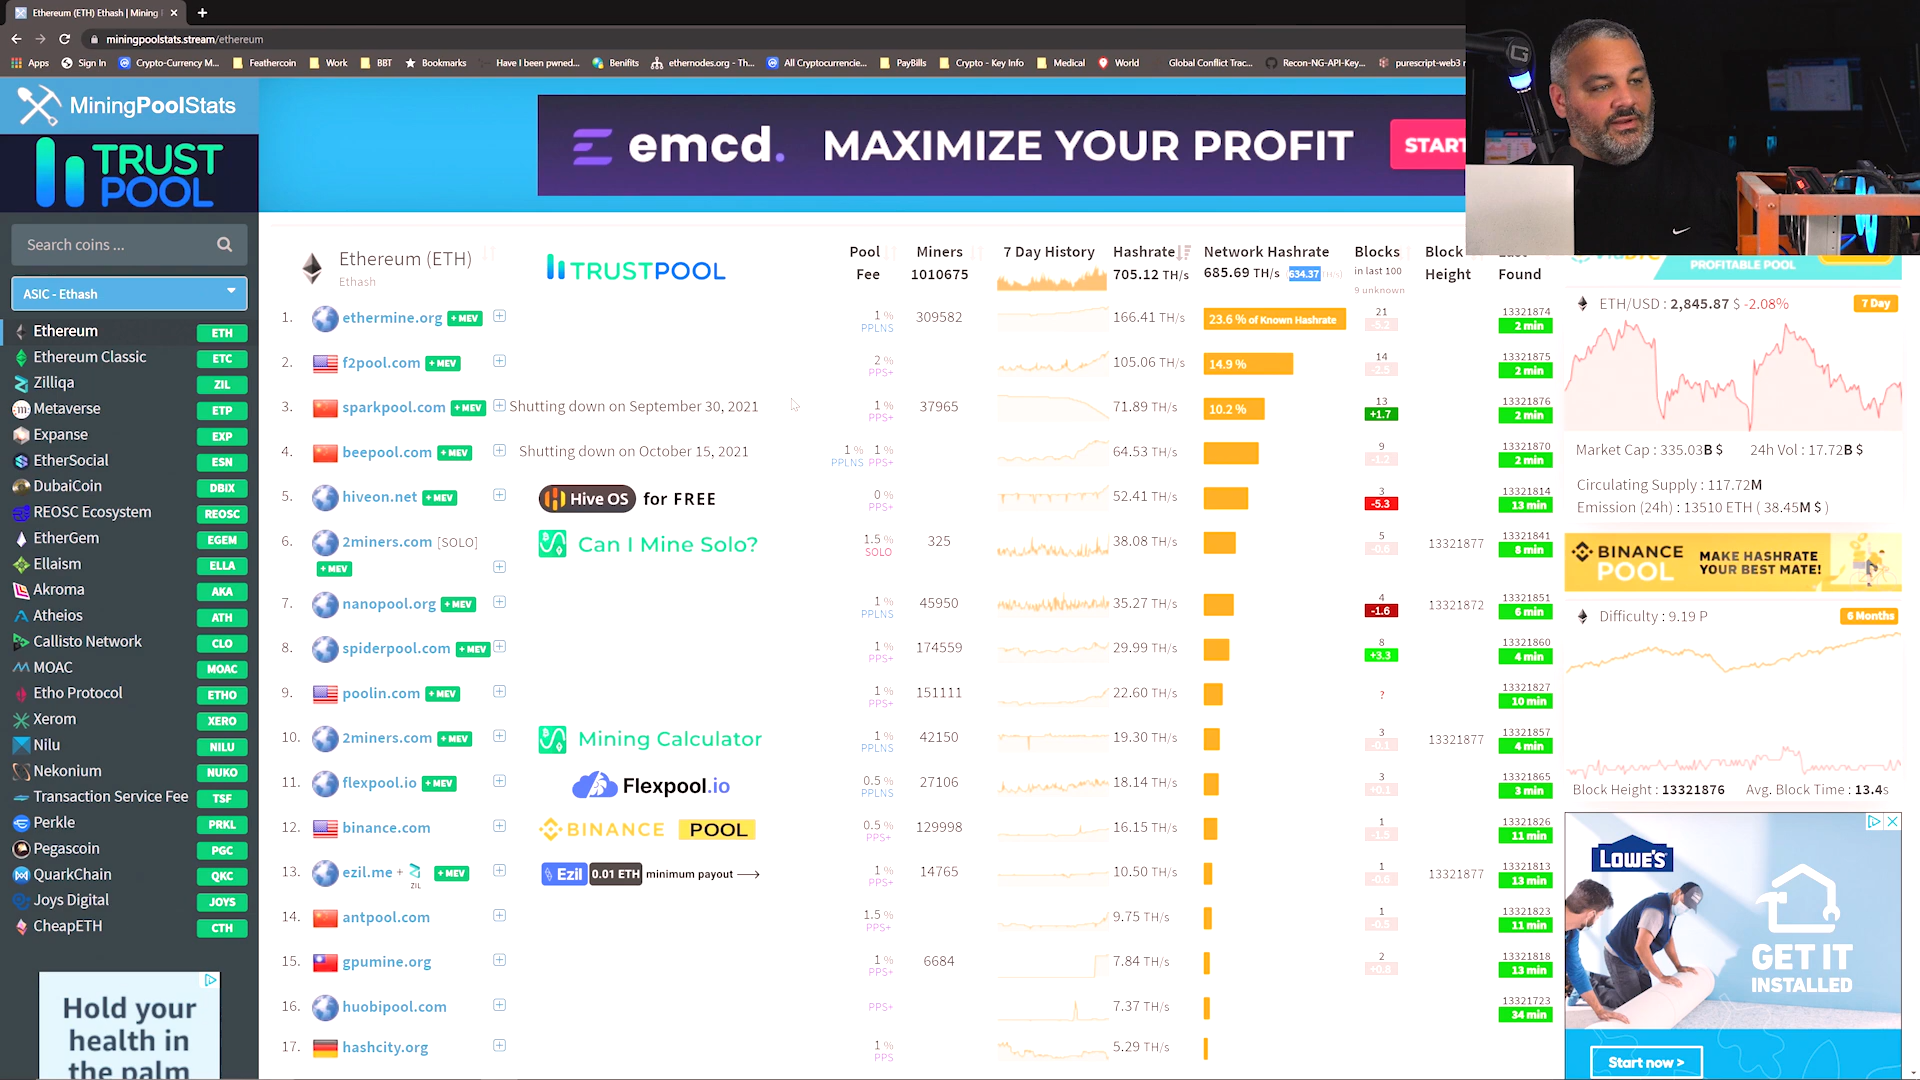 Ethereum (ETH) Ethash | Mining
miningpoolstats.stream/ethereum
Apps Sign In Crypto-Currency M... Feathercoin Work BBT Bookmarks Have I been pwned... Benifits ethernodes.org - Th... All Cryptocurrencie... PayBills Crypto - Key Info Medical World Global Conflict Trac... Recon-NG-API-Key... purescript-web3
MiningPoolStats
TRUST
POOL
Search coins ...
ASIC - Ethash
Ethereum ETH
Ethereum Classic ETC
Zilliqa ZIL
Metaverse ETP
Expanse EXP
EtherSocial ESN
DubaiCoin DBIX
REOSC Ecosystem REOSC
EtherGem EGEM
Ellaism ELLA
Akroma AKA
Atheios ATH
Callisto Network CLO
MOAC MOAC
Etho Protocol ETHO
Xerom XERO
Nilu NILU
Nekonium NUKO
Transaction Service Fee TSF
Perkle PRKL
Pegascoin PGC
QuarkChain QKC
Joys Digital JOYS
CheapETH CTH
Hold your
health in
the palm
emcd. MAXIMIZE YOUR PROFIT START
Ethereum (ETH)
Ethash
TRUSTPOOL
Pool Fee
Miners 1010675
7 Day History
Hashrate 705.12 TH/s
Network Hashrate 685.69 TH/s (634.37 TH/s)
Blocks in last 100 9 unknown
Block Height
Found
1. ethermine.org + MEV 1 % PPLNS 309582 166.41 TH/s 23.6 % of Known Hashrate 21 13321874 2 min
2. f2pool.com + MEV 2 % PPS+ 105.06 TH/s 14.9 % 14 -2.5 13321875 2 min
3. sparkpool.com + MEV Shutting down on September 30, 2021 1 % PPS+ 37965 71.89 TH/s 10.2 % 13 +1.7 13321876 2 min
4. beepool.com + MEV Shutting down on October 15, 2021 1 % PPLNS 1 % PPS+ 64.53 TH/s 9 -1.2 13321870 2 min
5. hiveon.net + MEV Hive OS for FREE 0 % PPS+ 52.41 TH/s 3 -5.3 13321814 13 min
6. 2miners.com [SOLO] + MEV Can I Mine Solo? 1.5 % SOLO 325 38.08 TH/s 5 -0.6 13321877 13321841 8 min
7. nanopool.org + MEV 1 % PPLNS 45950 35.27 TH/s 4 -1.6 13321872 13321851 6 min
8. spiderpool.com + MEV 1 % PPS+ 174559 29.99 TH/s 8 +3.3 13321860 4 min
9. poolin.com + MEV 1 % PPS+ 151111 22.60 TH/s ? 13321827 10 min
10. 2miners.com + MEV Mining Calculator 1 % PPLNS 42150 19.30 TH/s 3 -0.1 13321877 13321857 4 min
11. flexpool.io + MEV Flexpool.io 0.5 % PPLNS 27106 18.14 TH/s 3 +0.1 13321865 3 min
12. binance.com BINANCE POOL 0.5 % PPS+ 129998 16.15 TH/s 1 -1.5 13321826 11 min
13. ezil.me + ZIL + MEV Ezil 0.01 ETH minimum payout 1 % PPS+ 14765 10.50 TH/s 1 -0.6 13321877 13321813 13 min
14. antpool.com 1.5 % PPS+ 9.75 TH/s 1 -0.5 13321823 11 min
15. gpumine.org 1 % PPS+ 6684 7.84 TH/s 2 +0.8 13321818 13 min
16. huobipool.com PPS+ 7.37 TH/s 13321723 34 min
17. hashcity.org 1 % PPS 5.29 TH/s
PROFITABLE POOL
ETH/USD : 2,845.87 $ -2.08% 7 Day
Market Cap : 335.03B $ 24h Vol : 17.72B $
Circulating Supply : 117.72M
Emission (24h) : 13510 ETH ( 38.45M $ )
BINANCE POOL MAKE HASHRATE YOUR BEST MATE!
Difficulty : 9.19 P 6 Months
Block Height : 13321876 Avg. Block Time : 13.4s
LOWE'S
GET IT
INSTALLED
Start now >